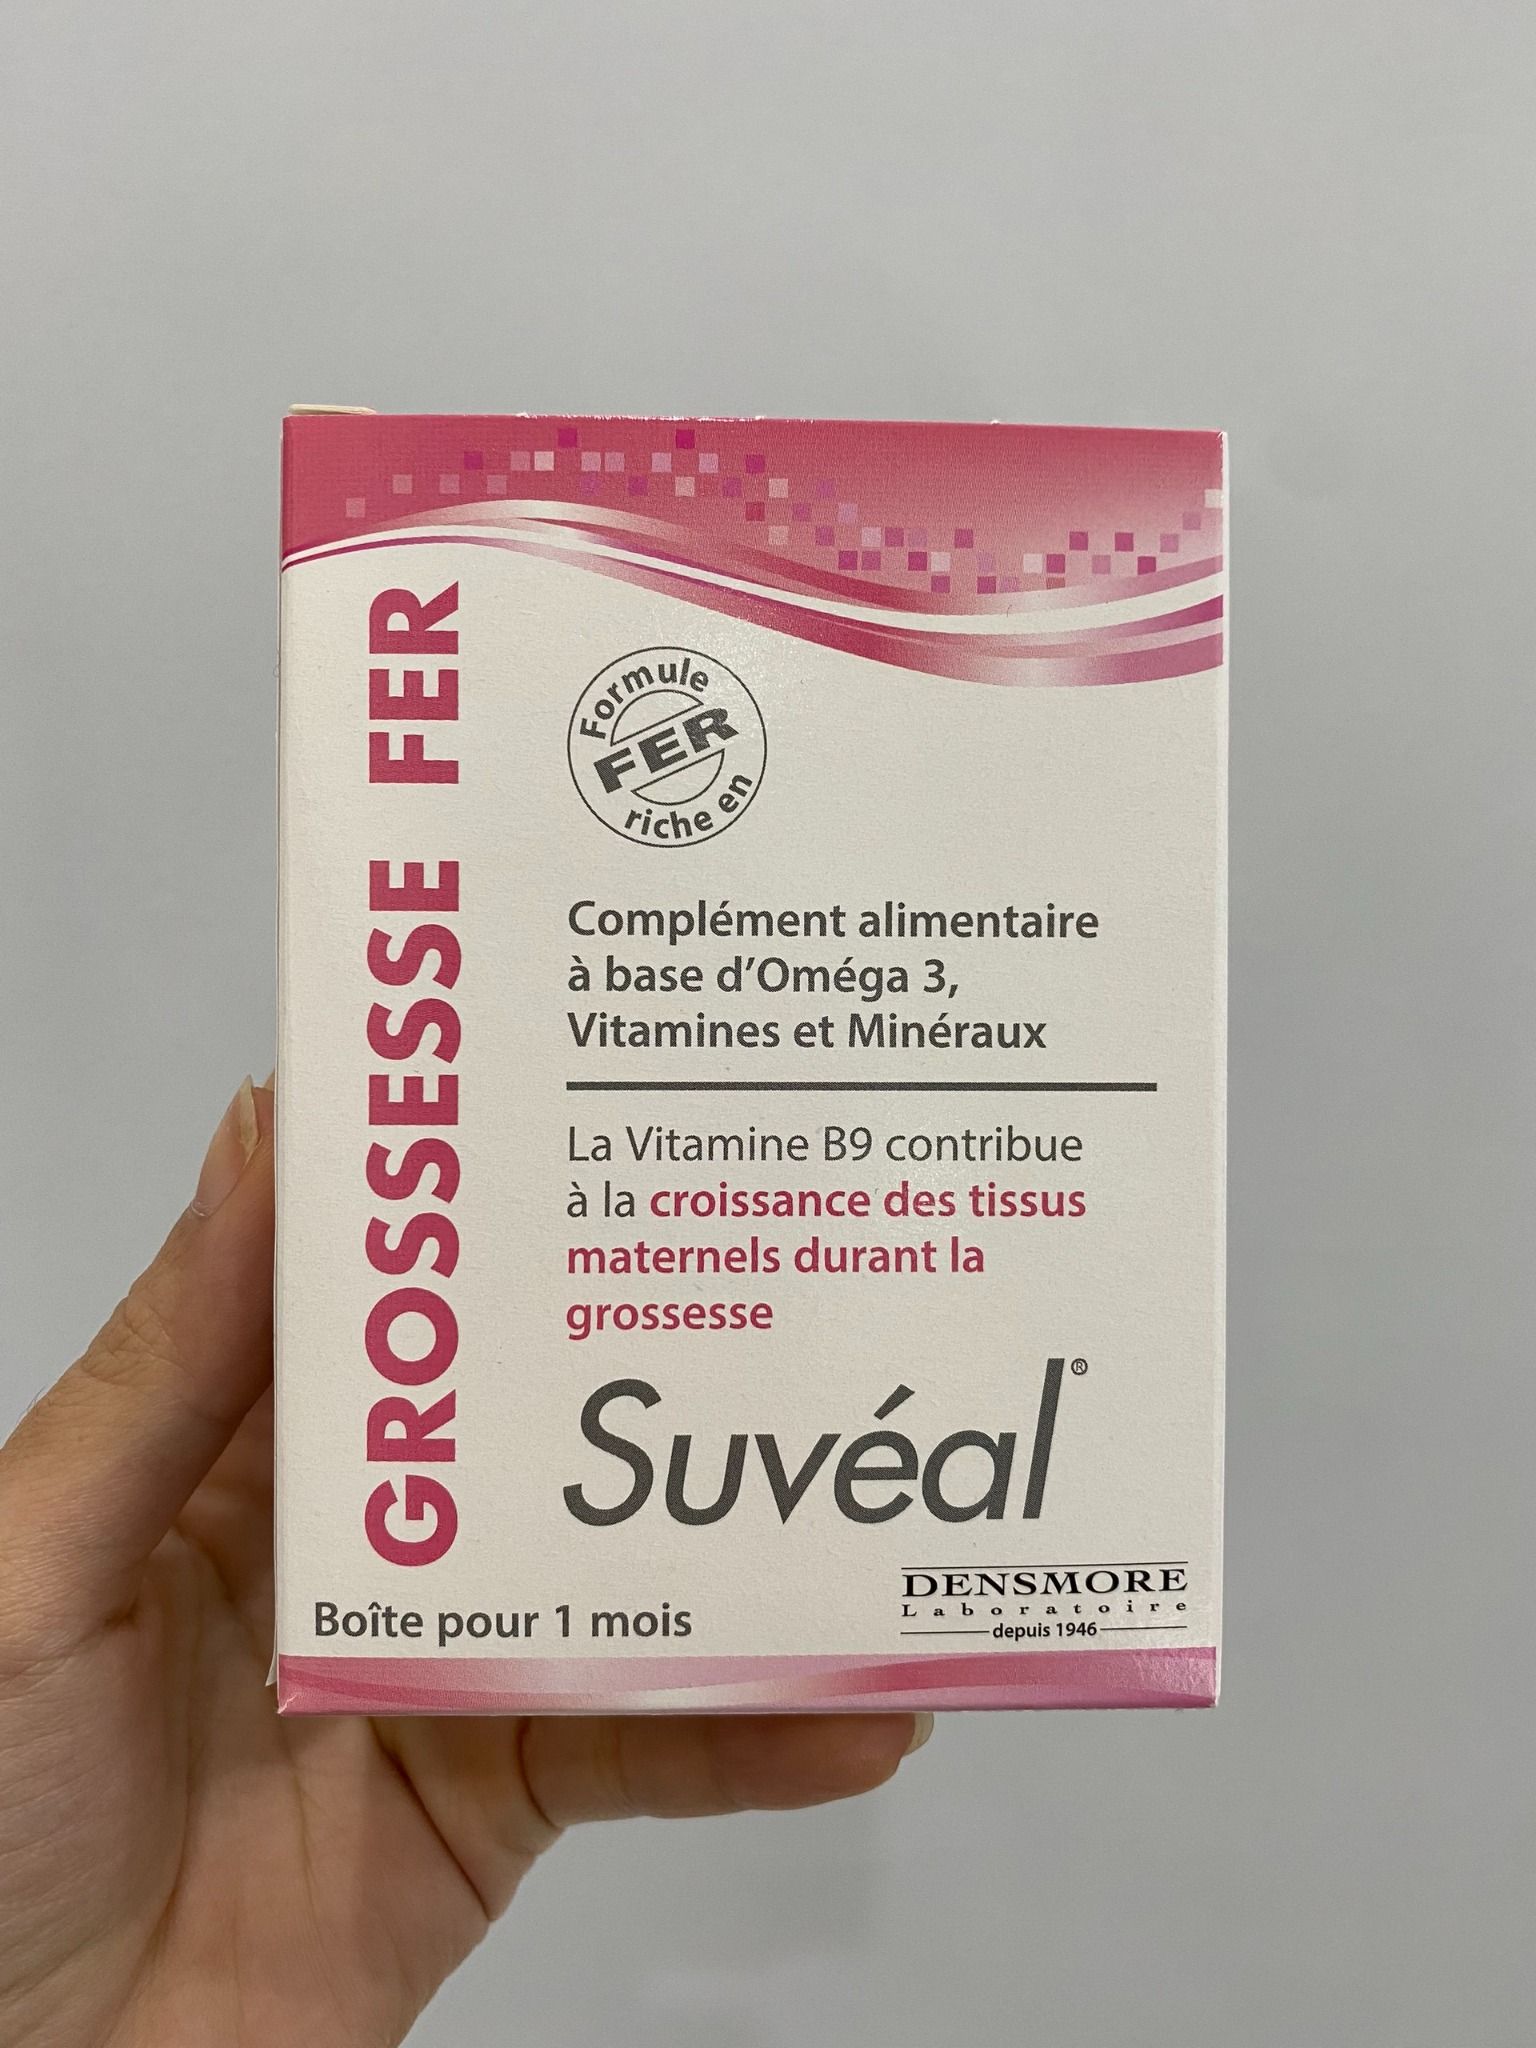 GROSSESSE FER
Formule
riche en
FER
Complément alimentaire
à base d'Oméga 3,
Vitamines et Minéraux
La Vitamine B9 contribue
à la croissance des tissus
maternels durant la
grossesse
Suvéal®
DENSMORE
Laboratoire
depuis 1946
Boîte pour 1 mois